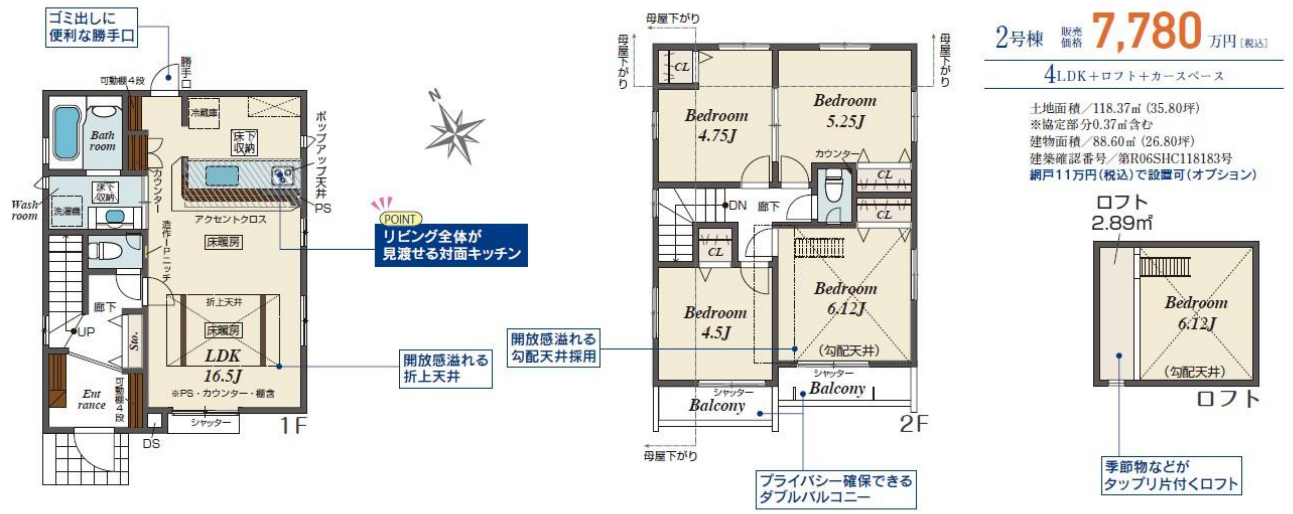 ゴミ出しに
便利な勝手口
可動棚4段
勝手口
冷蔵庫
床下
収納
ポップアップ天井
Bath
room
カウンター
床下
収納
洗濯機
Wash
room
PS
アクセントクロス
床暖房
造作iPニッチ
POINT
リビング全体が
見渡せる対面キッチン
廊下
UP
Sto.
折上天井
床暖房
LDK
16.5J
※PS・カウンター・棚含
開放感溢れる
折上天井
Ent
rance
可動棚4段
シャッター
DS
1F
N
母屋下がり
母屋下がり
母屋下がり
CL
Bedroom
4.75J
Bedroom
5.25J
カウンター
CL
CL
DN
廊下
CL
Bedroom
4.5J
Bedroom
6.12J
(勾配天井)
開放感溢れる
勾配天井採用
シャッター
Balcony
シャッター
Balcony
2F
母屋下がり
プライバシー確保できる
ダブルバルコニー
2号棟 販売価格 7,780万円[税込]
4LDK+ロフト+カースペース
土地面積/118.37㎡(35.80坪)
※協定部分0.37㎡含む
建物面積/88.60㎡(26.80坪)
建築確認番号/第R06SHC118183号
網戸11万円(税込)で設置可(オプション)
ロフト
2.89㎡
Bedroom
6.12J
(勾配天井)
ロフト
季節物などが
タップリ片付くロフト